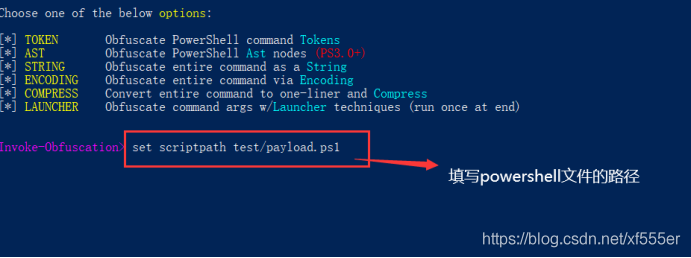 Choose one of the below options:
[*] TOKEN Obfuscate PowerShell command Tokens
[*] AST Obfuscate PowerShell Ast nodes (PS3.0+)
[*] STRING Obfuscate entire command as a String
[*] ENCODING Obfuscate entire command via Encoding
[*] COMPRESS Convert entire command to one-liner and Compress
[*] LAUNCHER Obfuscate command args w/Launcher techniques (run once at end)
Invoke-Obfuscation> set scriptpath test/payload.ps1
填写powershell文件的路径
https://blog.csdn.net/xf555er